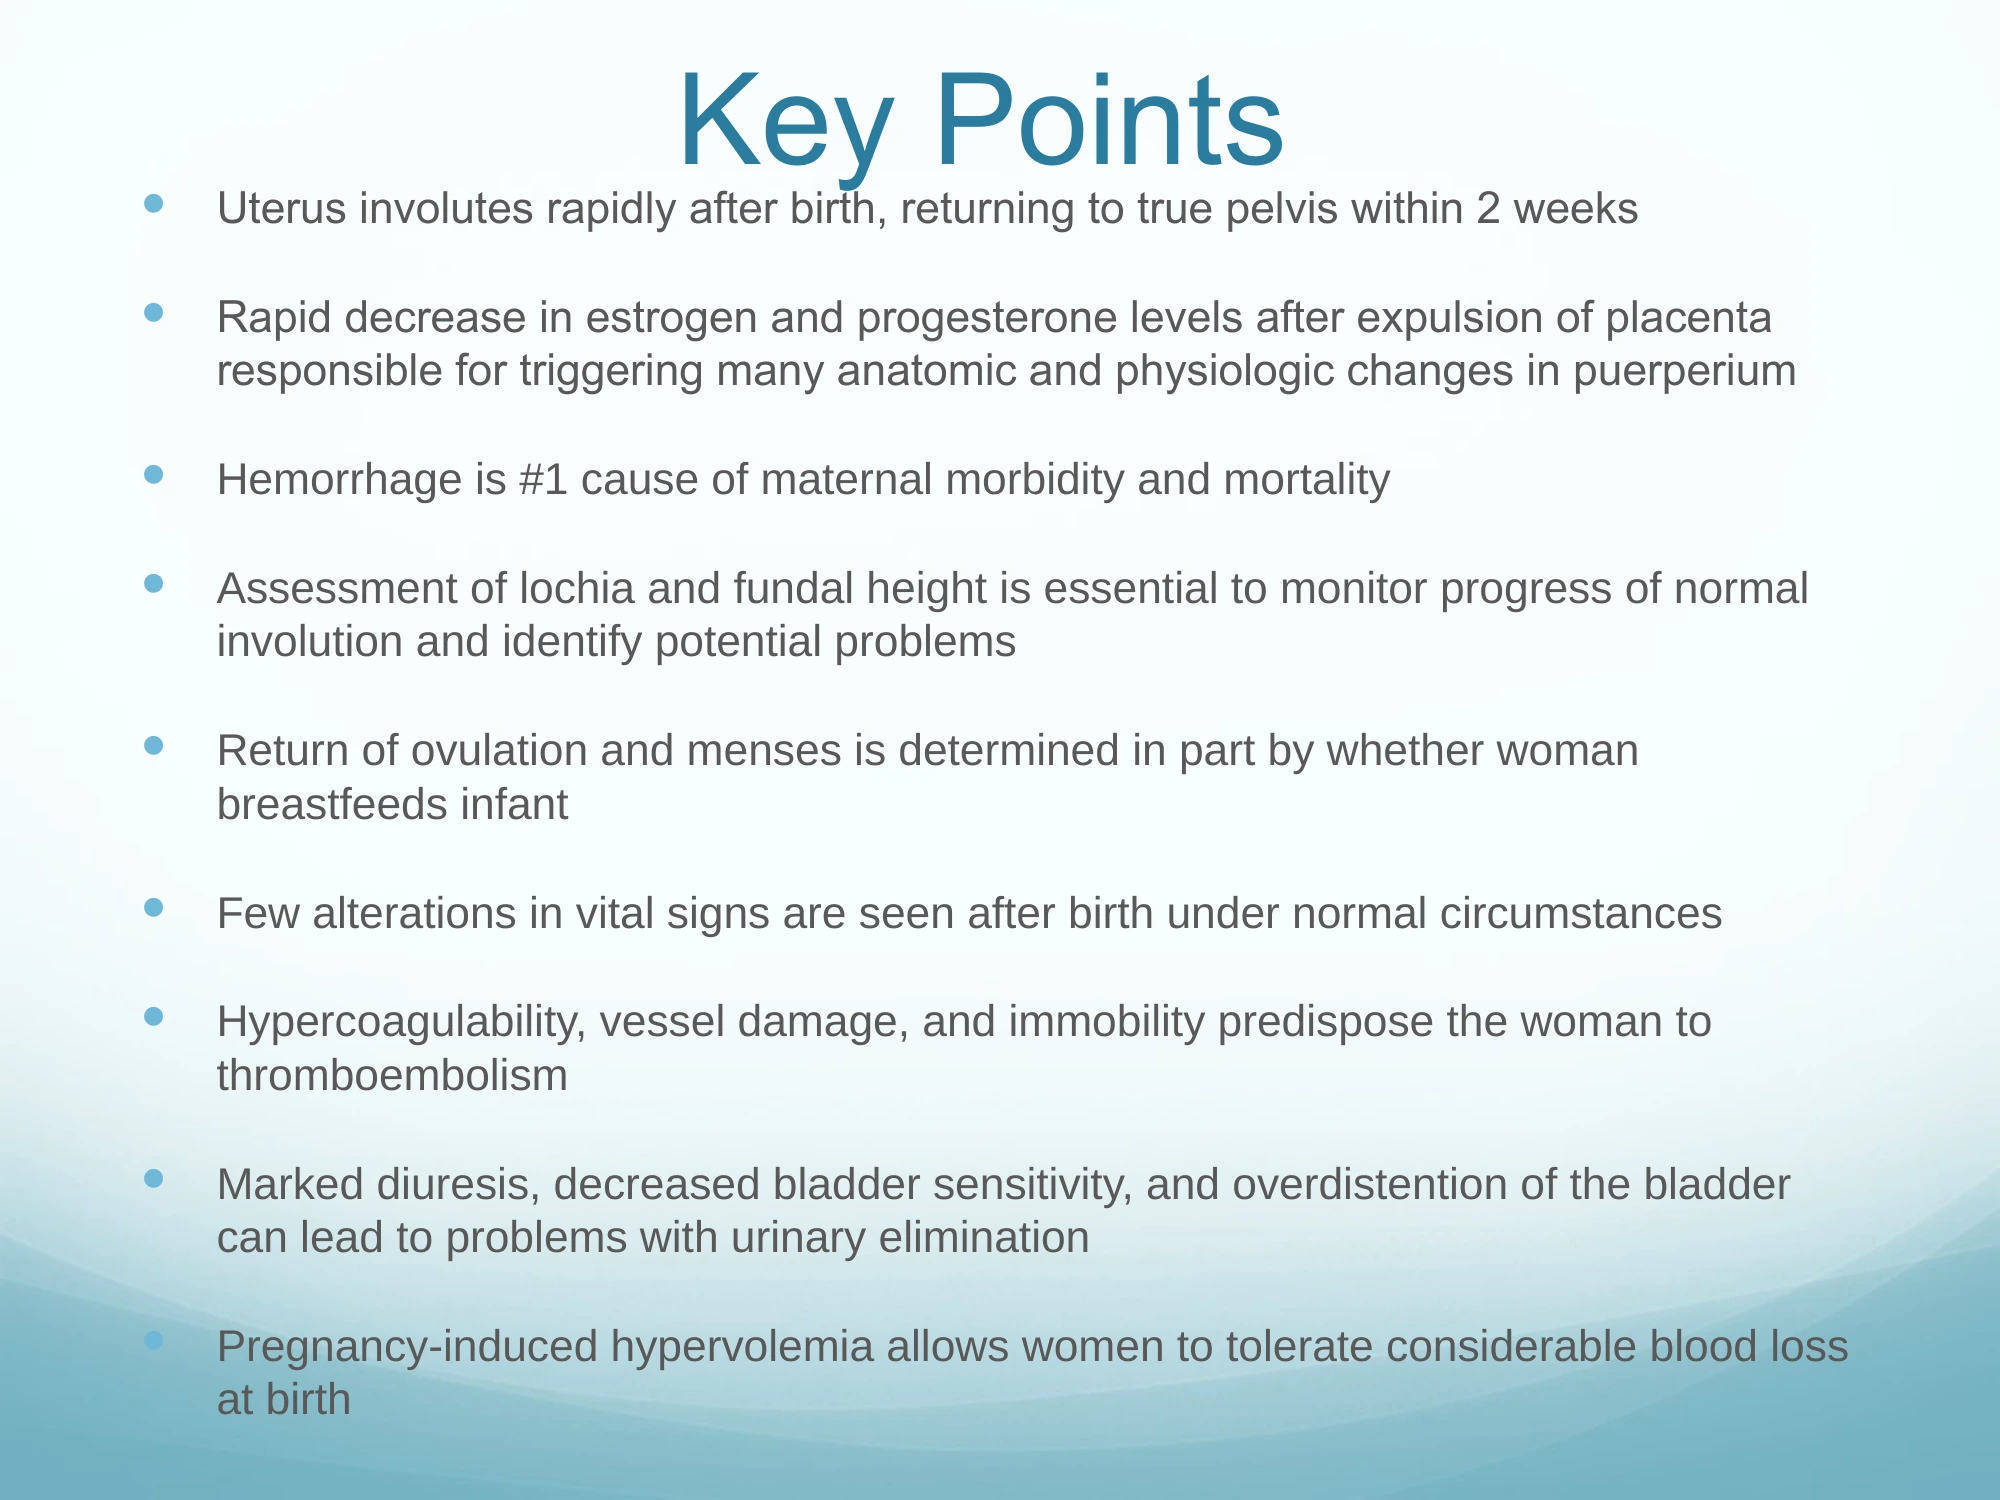 Key Points
• Uterus involutes rapidly after birth, returning to true pelvis within 2 weeks
• Rapid decrease in estrogen and progesterone levels after expulsion of placenta
responsible for triggering many anatomic and physiologic changes in puerperium
• Hemorrhage is #1 cause of maternal morbidity and mortality
• Assessment of lochia and fundal height is essential to monitor progress of normal
involution and identify potential problems
• Return of ovulation and menses is determined in part by whether woman
breastfeeds infant
• Few alterations in vital signs are seen after birth under normal circumstances
• Hypercoagulability, vessel damage, and immobility predispose the woman to
thromboembolism
• Marked diuresis, decreased bladder sensitivity, and overdistention of the bladder
can lead to problems with urinary elimination
• Pregnancy-induced hypervolemia allows women to tolerate considerable blood loss
at birth